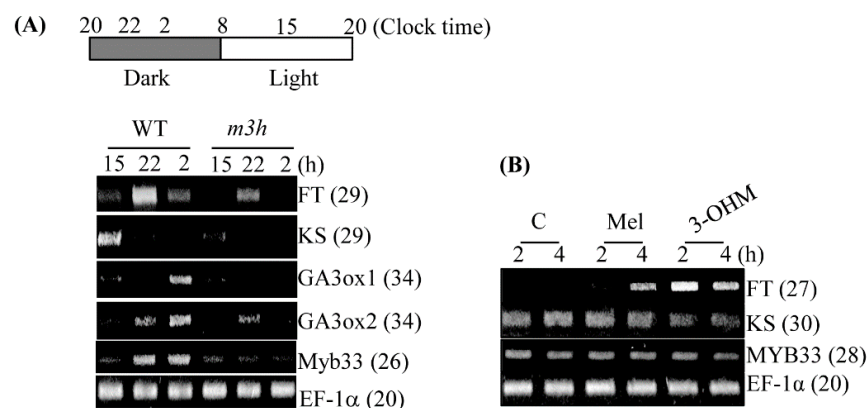 (A)
20 22 2 8 15 20 (Clock time)
Dark Light
WT m3h
15 22 2 15 22 2 (h)
FT (29)
KS (29)
GA3ox1 (34)
GA3ox2 (34)
Myb33 (26)
EF-1α (20)
(B)
C Mel 3-OHM
2 4 2 4 2 4 (h)
FT (27)
KS (30)
MYB33 (28)
EF-1α (20)